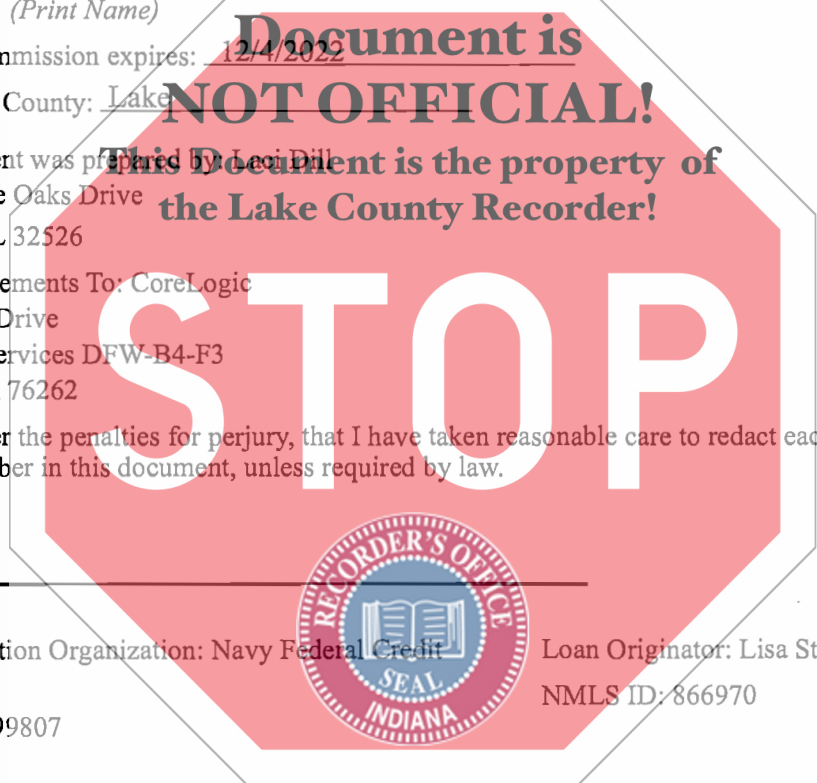 (Print Name)
mmission expires: 12/4/2022
County: Lake
ent was prepared by: Laci Dill
e Oaks Drive
L 32526
ements To: CoreLogic
Drive
ervices DFW-B4-F3
76262
er the penalties for perjury, that I have taken reasonable care to redact eac
ber in this document, unless required by law.
tion Organization: Navy Federal Credit
Loan Originator: Lisa St
NMLS ID: 866970
99807
Document is
NOT OFFICIAL!
This Document is the property of
the Lake County Recorder!
STOP
RECORDER'S OFFICE
SEAL
INDIANA